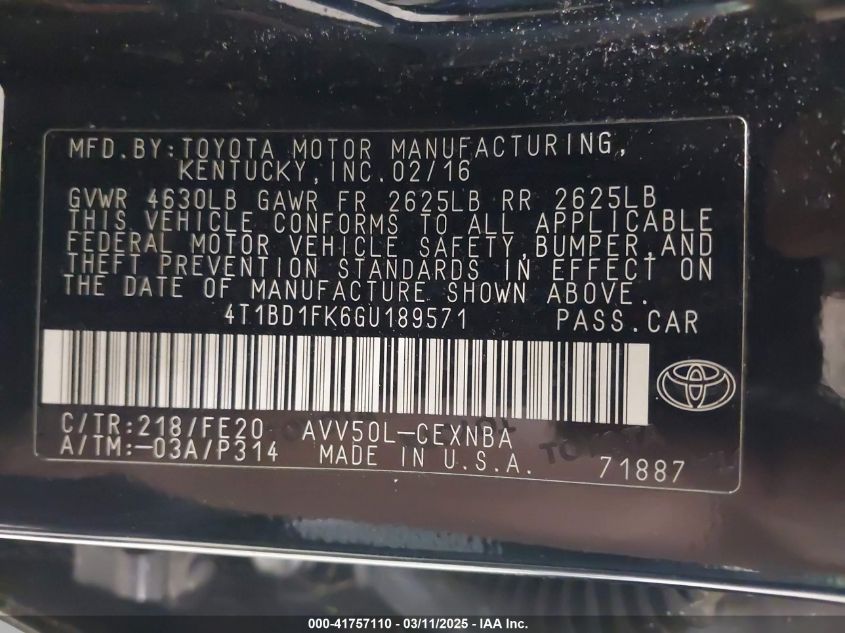 MFD.BY:TOYOTA MOTOR MANUFACTURING,
KENTUCKY,INC.02/16
GVWR 4630LB GAWR FR 2625LB RR 2625LB
THIS VEHICLE CONFORMS TO ALL APPLICABLE
FEDERAL MOTOR VEHICLE SAFETY,BUMPER,AND
THEFT PREVENTION STANDARDS IN EFFECT ON
THE DATE OF MANUFACTURE SHOWN ABOVE.
4T1BD1FK6GU189571 PASS.CAR
C/TR:218/FE20 AVV50L-CEXNBA
A/TM:-03A/P314 MADE IN U.S.A. 71887
000-41757110 - 03/11/2025 - IAA Inc.